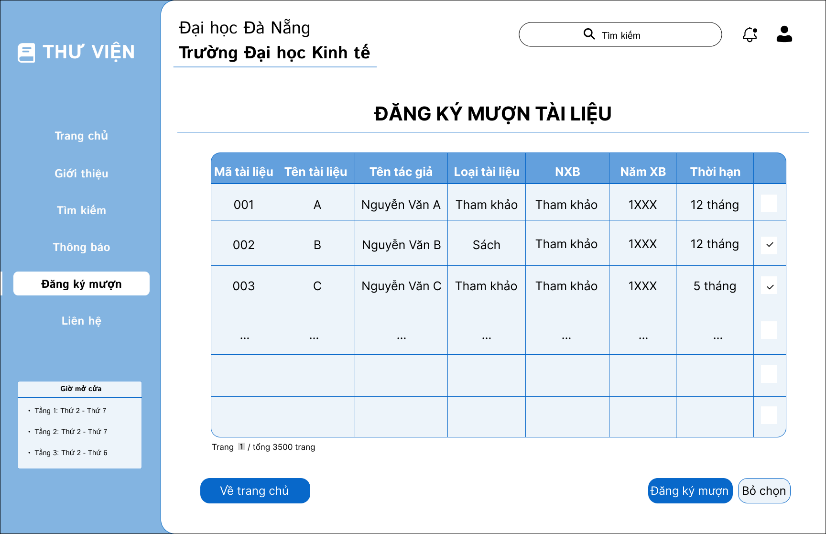 THƯ VIỆN
Trang chủ
Giới thiệu
Tìm kiếm
Thông báo
Đăng ký mượn
Liên hệ
Giờ mở cửa
• Tầng 1: Thứ 2 - Thứ 7
• Tầng 2: Thứ 2 - Thứ 7
• Tầng 3: Thứ 2 - Thứ 6
Đại học Đà Nẵng
Trường Đại học Kinh tế
Tìm kiếm
ĐĂNG KÝ MƯỢN TÀI LIỆU
Mã tài liệu Tên tài liệu Tên tác giả Loại tài liệu NXB Năm XB Thời hạn
001 A Nguyễn Văn A Tham khảo Tham khảo 1XXX 12 tháng
002 B Nguyễn Văn B Sách Tham khảo 1XXX 12 tháng
003 C Nguyễn Văn C Tham khảo Tham khảo 1XXX 5 tháng
... ... ... ... ... ... ...
Trang 1 / tổng 3500 trang
Về trang chủ
Đăng ký mượn
Bỏ chọn